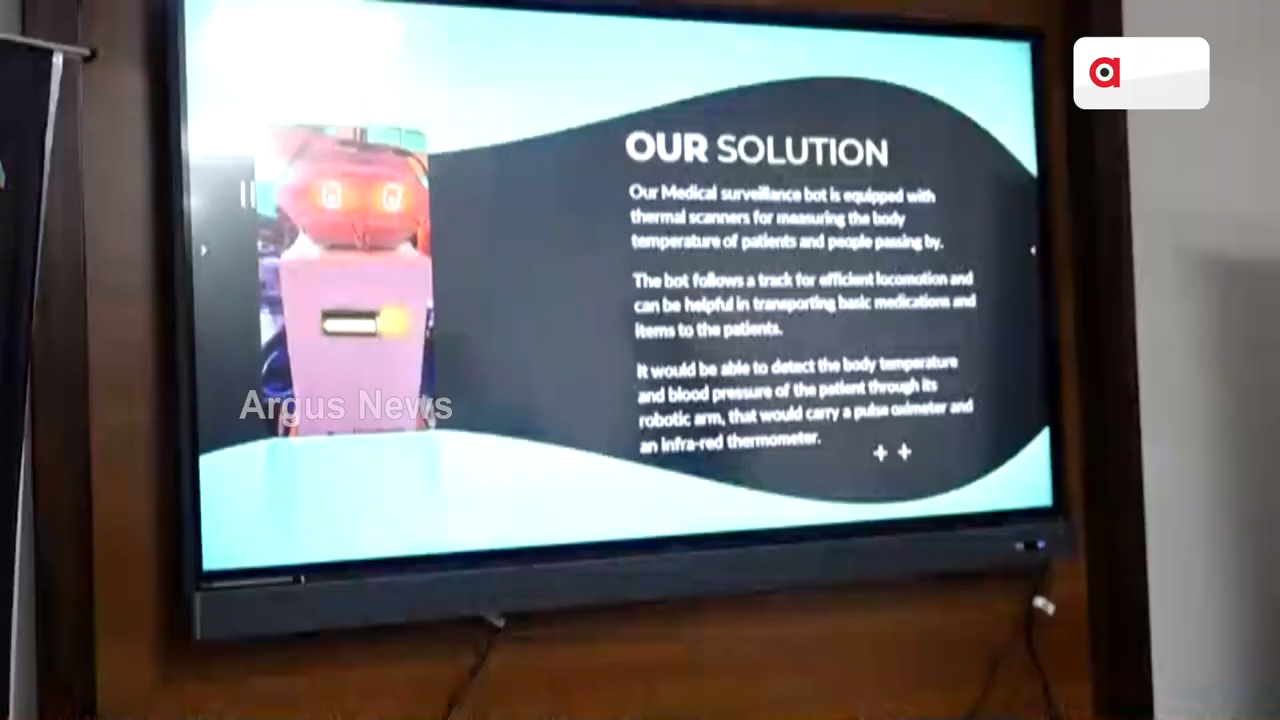 a
OUR SOLUTION
Our Medical surveillance bot is equipped with
thermal scanners for measuring the body
temperature of patients and people passing by.
The bot follows a track for efficient locomotion and
can be helpful in transporting basic medications and
items to the patients.
It would be able to detect the body temperature
and blood pressure of the patient through its
robotic arm, that would carry a pulse oximeter and
an infra-red thermometer.
Argus News